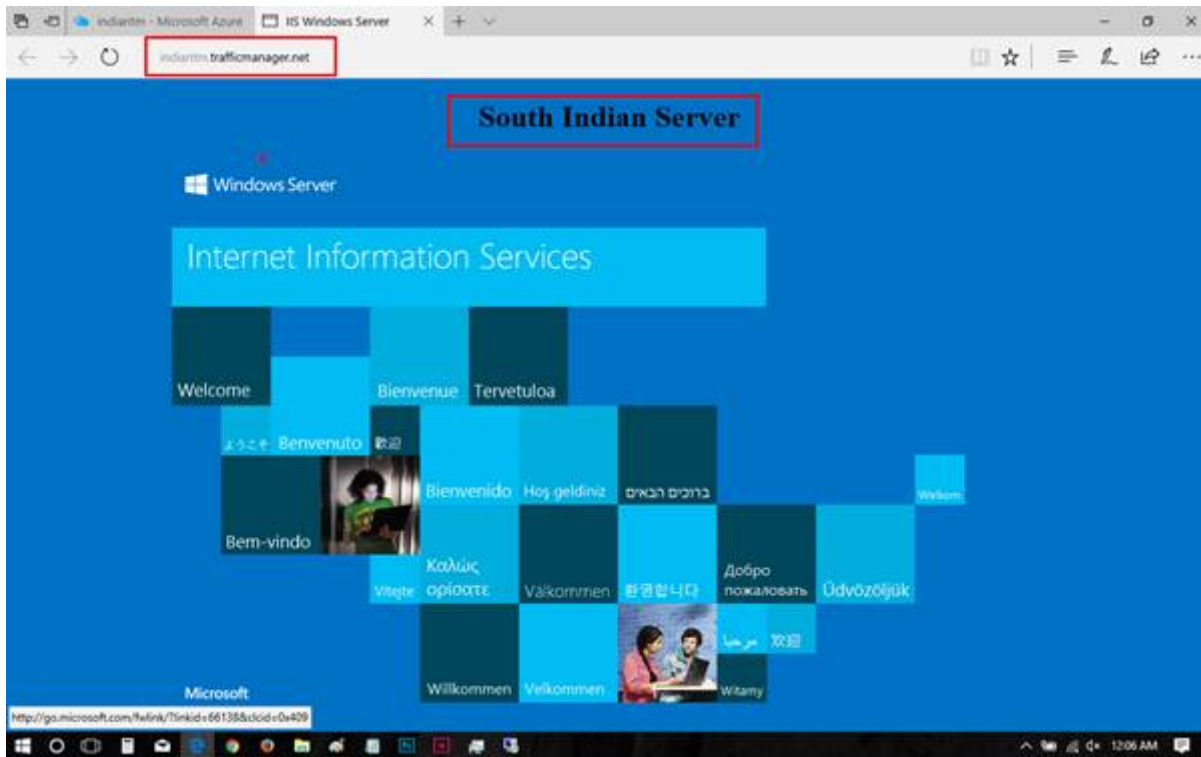 indiantm - Microsoft Azure
IIS Windows Server
indiantm.trafficmanager.net
South Indian Server
Windows Server
Internet Information Services
Welcome
Bienvenue
Tervetuloa
ようこそ
Benvenuto
歡迎
Bienvenido
Hoş geldiniz
ברוכים הבאים
Welkom
Bem-vindo
Vítejte
Καλώς
ορίσατε
Välkommen
환영합니다
Добро
пожаловать
Üdvözöljük
مرحبا
欢迎
Microsoft
Willkommen
Velkommen
Witamy
http://go.microsoft.com/fwlink/?linkid=66138&clcid=0x409
12:06 AM